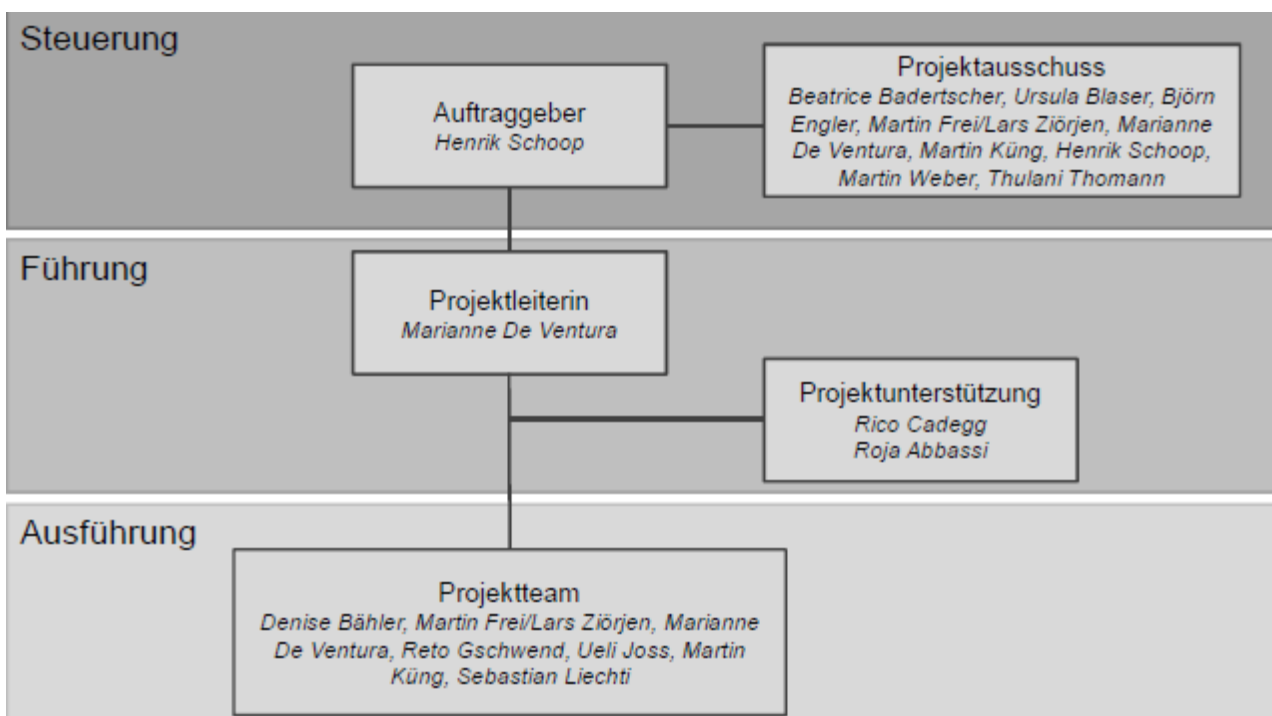 Steuerung
Auftraggeber
Henrik Schoop
Projektausschuss
Beatrice Badertscher, Ursula Blaser, Björn
Engler, Martin Frei/Lars Ziörjen, Marianne
De Ventura, Martin Küng, Henrik Schoop,
Martin Weber, Thulani Thomann
Führung
Projektleiterin
Marianne De Ventura
Projektunterstützung
Rico Cadegg
Roja Abbassi
Ausführung
Projektteam
Denise Bähler, Martin Frei/Lars Ziörjen, Marianne
De Ventura, Reto Gschwend, Ueli Joss, Martin
Küng, Sebastian Liechti